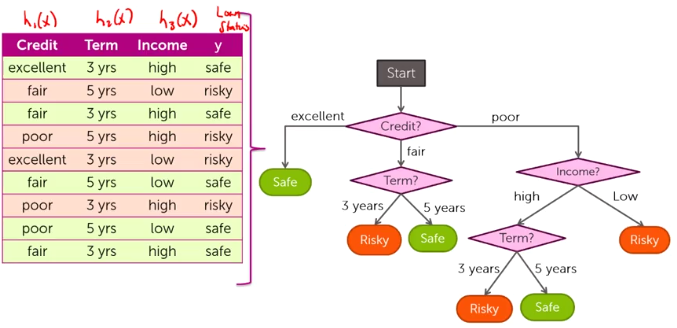 h₁(x) h₂(x) h₃(x) Loan
status
Credit Term Income y
excellent 3 yrs high safe
fair 5 yrs low risky
fair 3 yrs high safe
poor 5 yrs high risky
excellent 3 yrs low risky
fair 5 yrs low safe
poor 3 yrs high risky
poor 5 yrs low safe
fair 3 yrs high safe
Start
excellent Credit? poor
fair
Safe Term? Income?
3 years 5 years high Low
Risky Safe Term? Risky
3 years 5 years
Risky Safe